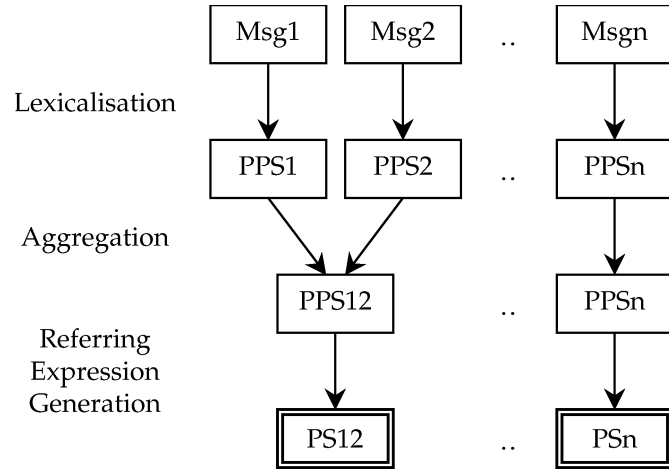 Msg1 Msg2 .. Msgn
Lexicalisation
PPS1 PPS2 .. PPSn
Aggregation
PPS12 .. PPSn
Referring
Expression
Generation
PS12 .. PSn